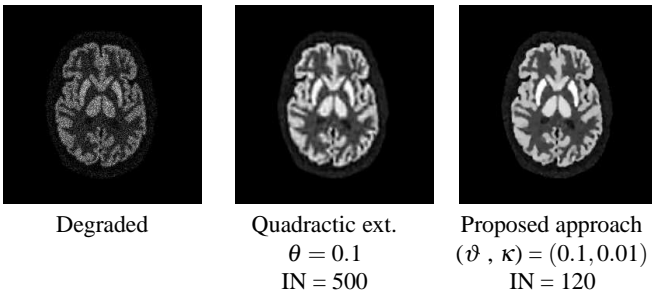 Degraded
Quadractic ext.
θ = 0.1
IN = 500
Proposed approach
(ϑ , κ) = (0.1, 0.01)
IN = 120